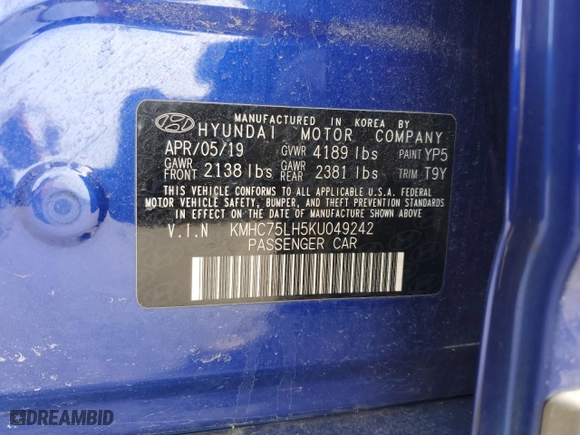 MANUFACTURED IN KOREA BY
HYUNDAI MOTOR COMPANY
APR/05/19 GVWR 4189 lbs PAINT YP5
GAWR FRONT 2138 lbs GAWR REAR 2381 lbs TRIM T9Y
THIS VEHICLE CONFORMS TO ALL APPLICABLE U.S.A. FEDERAL
MOTOR VEHICLE SAFETY, BUMPER, AND THEFT PREVENTION STANDARDS
IN EFFECT ON THE DATE OF MANUFACTURE SHOWN ABOVE.
V.I.N KMHC75LH5KU049242
PASSENGER CAR
DREAMBID